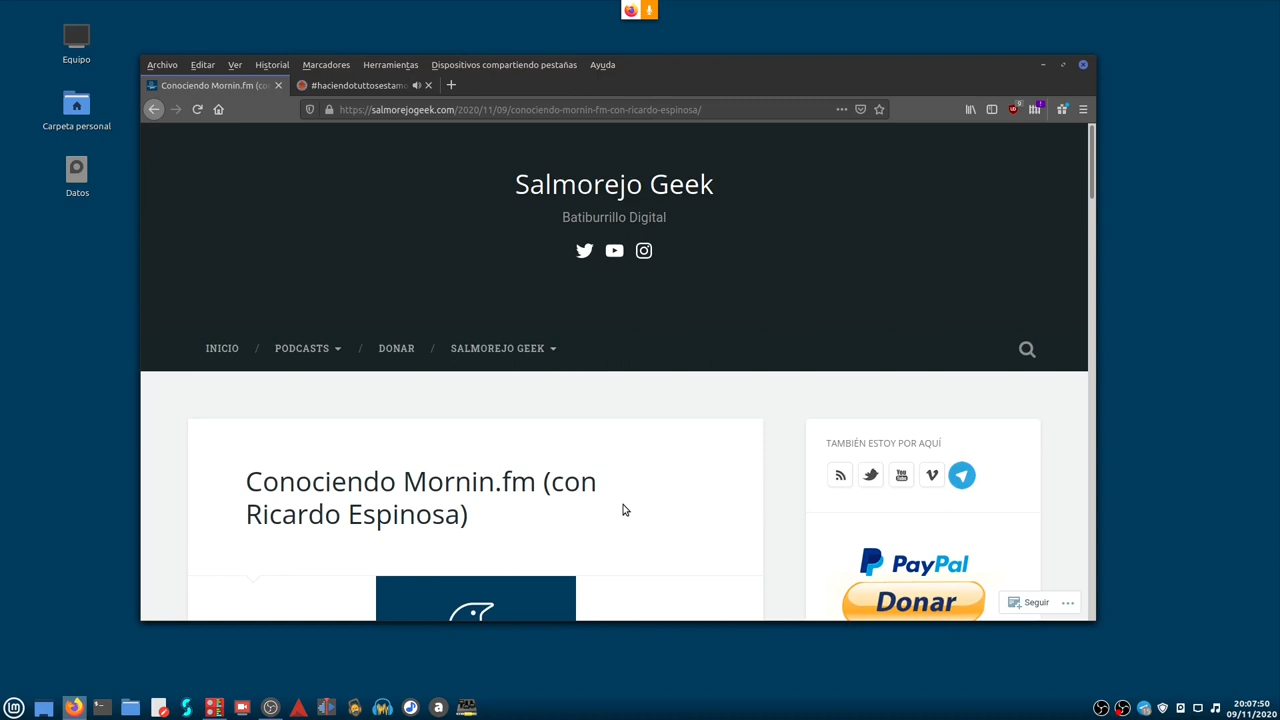 Equipo
Carpeta personal
Datos
Archivo Editar Ver Historial Marcadores Herramientas Dispositivos compartiendo pestañas Ayuda
Conociendo Mornin.fm (co
#haciendotuttosestamo
https://salmorejogeek.com/2020/11/09/conociendo-mornin-fm-con-ricardo-espinosa/
Salmorejo Geek
Batiburrillo Digital
INICIO / PODCASTS / DONAR / SALMOREJO GEEK
Conociendo Mornin.fm (con
Ricardo Espinosa)
TAMBIÉN ESTOY POR AQUÍ
You
Tube
PayPal
Donar
Seguir
20:07:50
09/11/2020